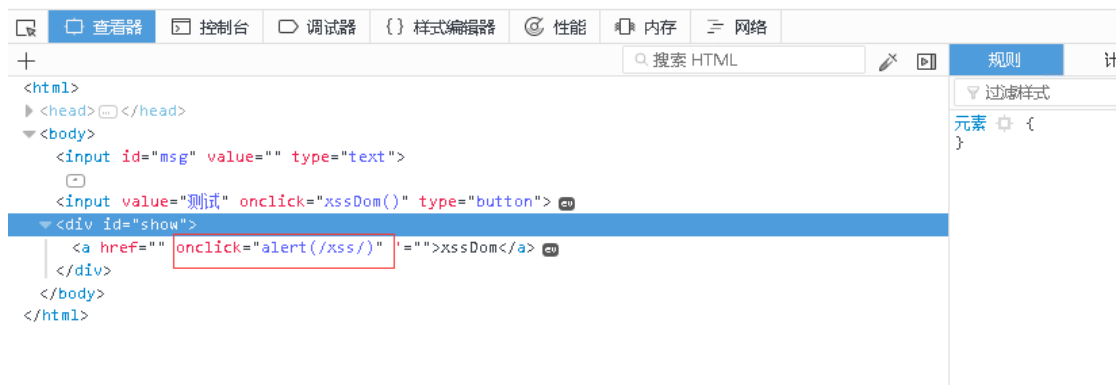 查看器 控制台 调试器 {} 样式编辑器 性能 内存 网络
+ 搜索 HTML 规则 计
过滤样式
<html>
<head>…</head>
元素 {
<body>
}
<input id="msg" value="" type="text">
<input value="测试" onclick="xssDom()" type="button"> ev
<div id="show">
<a href="" onclick="alert(/xss/)" '="">xssDom</a> ev
</div>
</body>
</html>